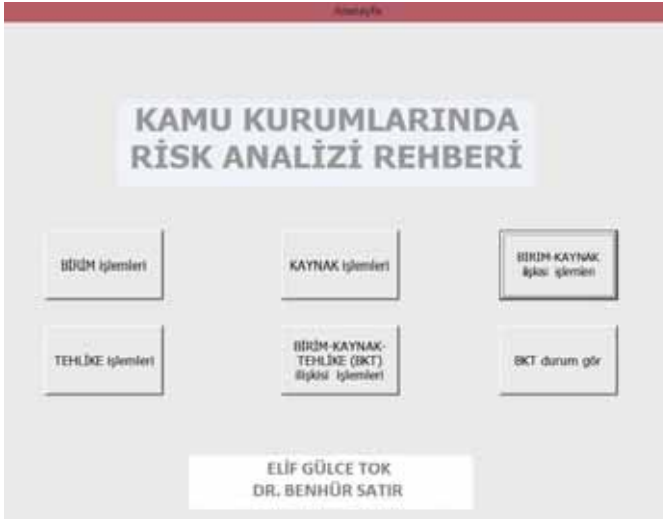 Anasayfa
KAMU KURUMLARINDA
RİSK ANALİZİ REHBERİ
BİRİM işlemleri
KAYNAK işlemleri
BİRİM-KAYNAK
ilişkisi işlemleri
TEHLİKE işlemleri
BİRİM-KAYNAK-
TEHLİKE (BKT)
ilişkisi işlemleri
BKT durum gör
ELİF GÜLCE TOK
DR. BENHÜR SATIR